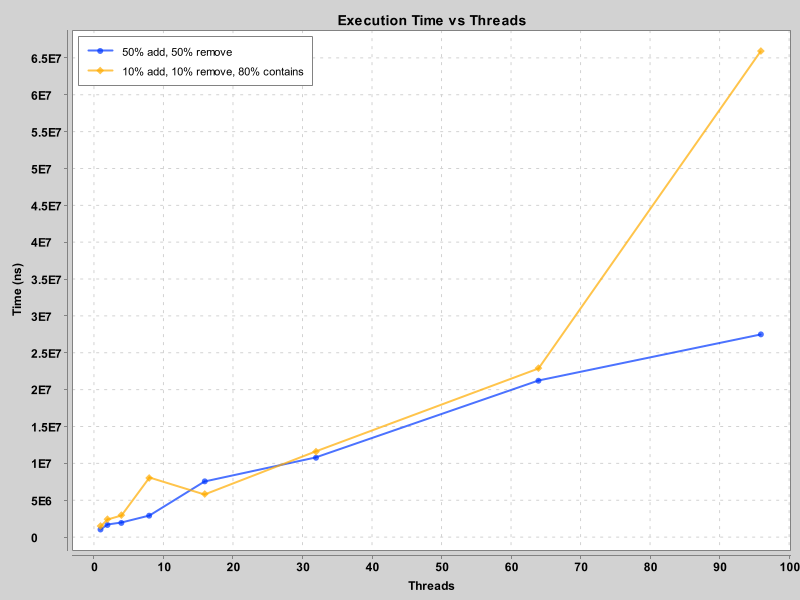 Execution Time vs Threads
50% add, 50% remove
10% add, 10% remove, 80% contains
Time (ns)
6.5E7
6E7
5.5E7
5E7
4.5E7
4E7
3.5E7
3E7
2.5E7
2E7
1.5E7
1E7
5E6
0
0 10 20 30 40 50 60 70 80 90 100
Threads